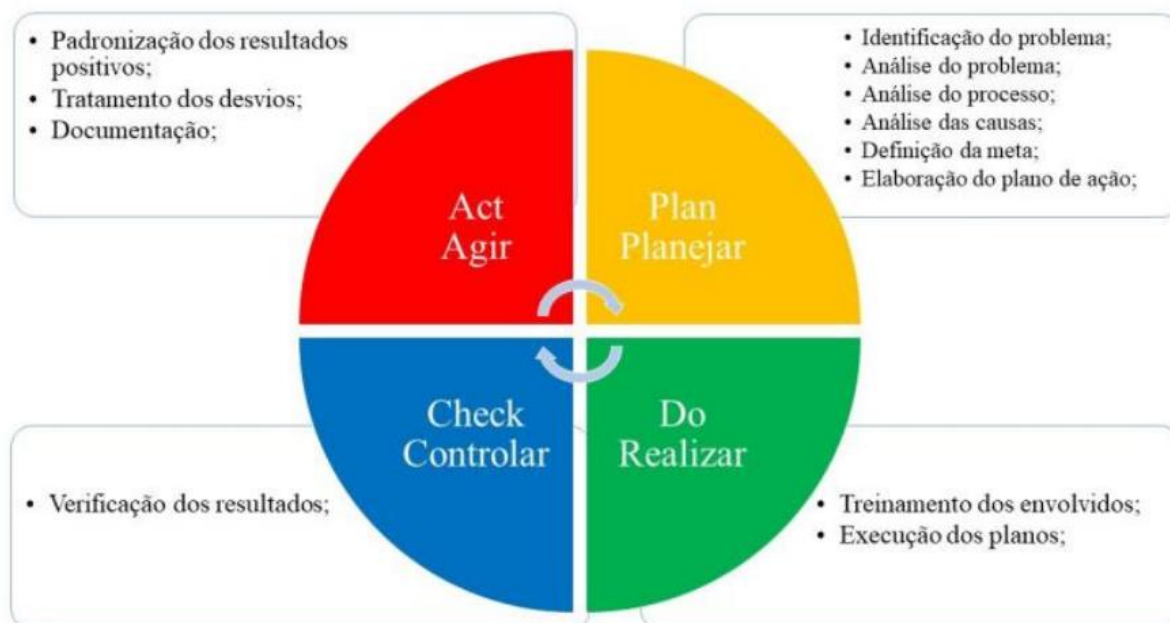 • Padronização dos resultados
positivos;
• Tratamento dos desvios;
• Documentação;
• Identificação do problema;
• Análise do problema;
• Análise do processo;
• Análise das causas;
• Definição da meta;
• Elaboração do plano de ação;
Act
Agir
Plan
Planejar
Check
Controlar
Do
Realizar
• Verificação dos resultados;
• Treinamento dos envolvidos;
• Execução dos planos;